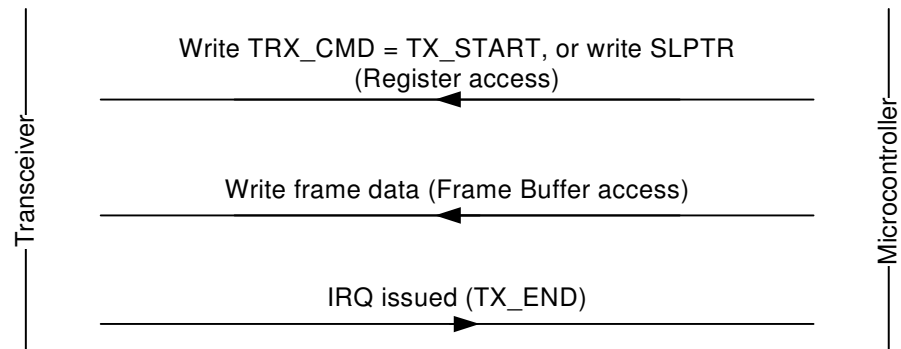 Write TRX_CMD = TX_START, or write SLPTR
(Register access)
Transceiver
Microcontroller
Write frame data (Frame Buffer access)
IRQ issued (TX_END)